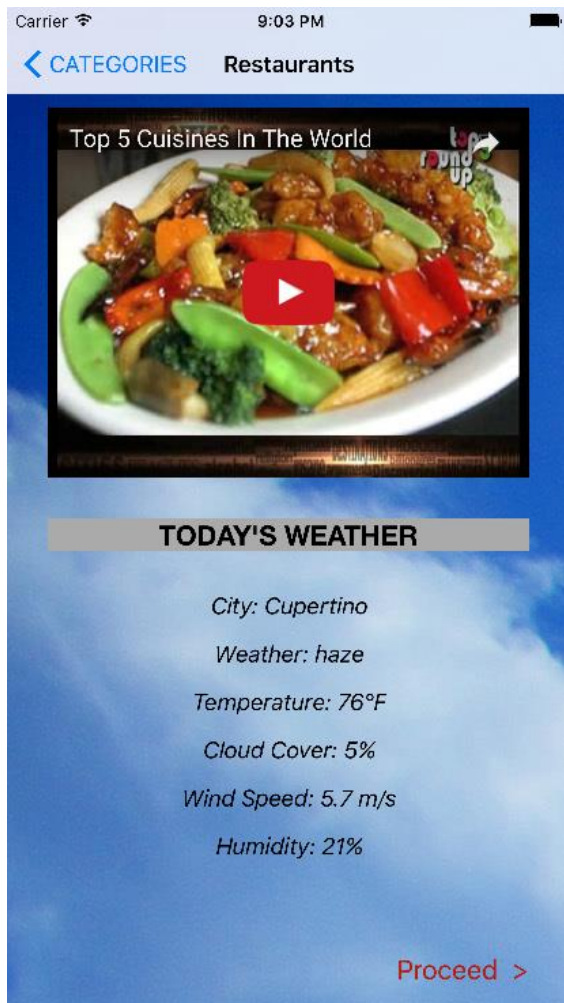 Carrier 9:03 PM
CATEGORIES Restaurants
Top 5 Cuisines In The World
top 5
round
up
TODAY'S WEATHER
City: Cupertino
Weather: haze
Temperature: 76°F
Cloud Cover: 5%
Wind Speed: 5.7 m/s
Humidity: 21%
Proceed >